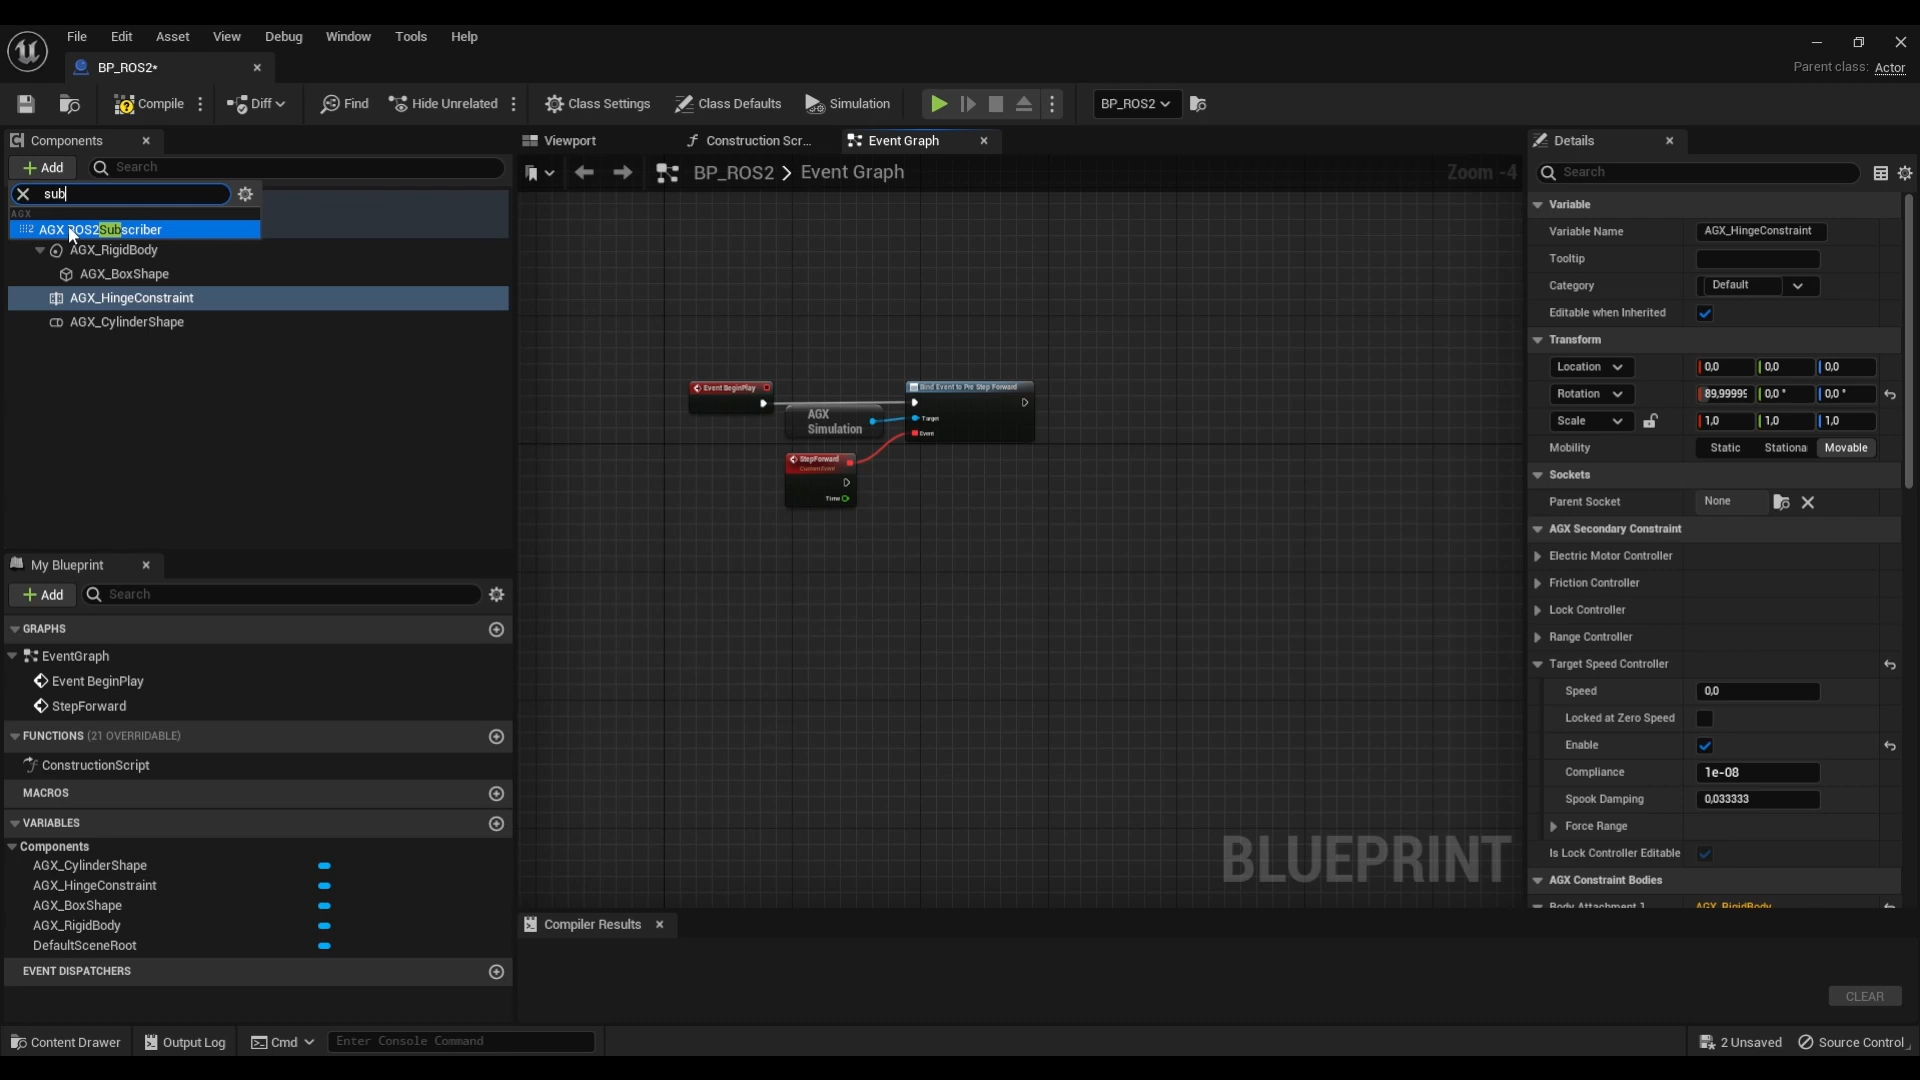 File Edit Asset View Debug Window Tools Help
BP_ROS2*
Parent class: Actor
Compile Diff Find Hide Unrelated Class Settings Class Defaults Simulation BP_ROS2
Components Viewport Construction Scr... Event Graph Details
Add Search BP_ROS2 > Event Graph Zoom -4 Search
sub
AGX
AGX ROS2Subscriber
AGX_RigidBody
AGX_BoxShape
AGX_HingeConstraint
AGX_CylinderShape
Event BeginPlay
AGX
Simulation
Bind Event to Pre Step Forward
Target
Event
StepForward
Custom Event
Time
BLUEPRINT
Variable
Variable Name AGX_HingeConstraint
Tooltip
Category Default
Editable when Inherited
Transform
Location 0,0 0,0 0,0
Rotation 89,99999 0,0 ° 0,0 °
Scale 1,0 1,0 1,0
Mobility Static Stationa Movable
Sockets
Parent Socket None
AGX Secondary Constraint
Electric Motor Controller
Friction Controller
Lock Controller
Range Controller
Target Speed Controller
Speed 0,0
Locked at Zero Speed
Enable
Compliance 1e-08
Spook Damping 0,033333
Force Range
Is Lock Controller Editable
AGX Constraint Bodies
Body Attachment 1 AGX_RigidBody
My Blueprint
Add Search
GRAPHS
EventGraph
Event BeginPlay
StepForward
FUNCTIONS (21 OVERRIDABLE)
ConstructionScript
MACROS
VARIABLES
Components
AGX_CylinderShape
AGX_HingeConstraint
AGX_BoxShape
AGX_RigidBody
DefaultSceneRoot
EVENT DISPATCHERS
Compiler Results
CLEAR
Content Drawer Output Log Cmd Enter Console Command 2 Unsaved Source Control